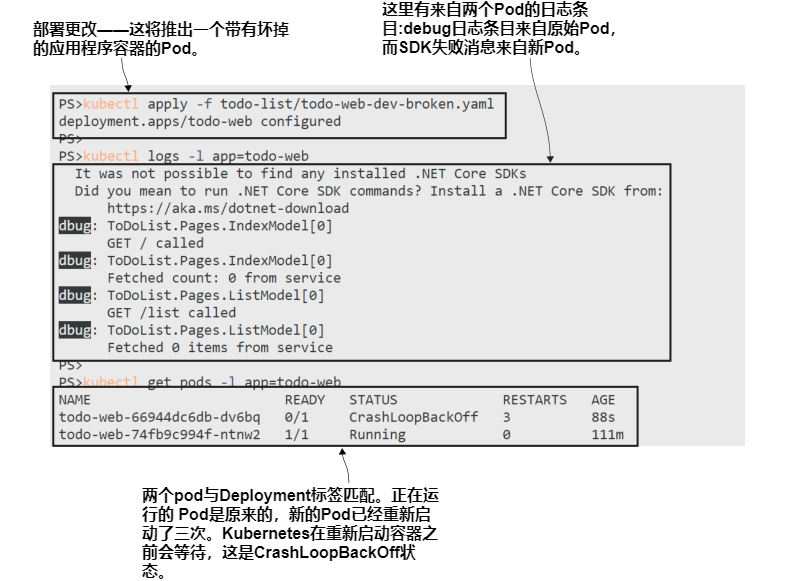 部署更改——这将推出一个带有坏掉
的应用程序容器的Pod。
这里有来自两个Pod的日志条
目:debug日志条目来自原始Pod，
而SDK失败消息来自新Pod。
PS>kubectl apply -f todo-list/todo-web-dev-broken.yaml
deployment.apps/todo-web configured
PS>
PS>kubectl logs -l app=todo-web
It was not possible to find any installed .NET Core SDKs
Did you mean to run .NET Core SDK commands? Install a .NET Core SDK from:
https://aka.ms/dotnet-download
dbug: ToDoList.Pages.IndexModel[0]
GET / called
dbug: ToDoList.Pages.IndexModel[0]
Fetched count: 0 from service
dbug: ToDoList.Pages.ListModel[0]
GET /list called
dbug: ToDoList.Pages.ListModel[0]
Fetched 0 items from service
PS>
PS>kubectl get pods -l app=todo-web
NAME READY STATUS RESTARTS AGE
todo-web-66944dc6db-dv6bq 0/1 CrashLoopBackOff 3 88s
todo-web-74fb9c994f-ntnw2 1/1 Running 0 111m
两个pod与Deployment标签匹配。正在运
行的 Pod是原来的，新的Pod已经重新启
动了三次。Kubernetes在重新启动容器之
前会等待，这是CrashLoopBackOff状
态。